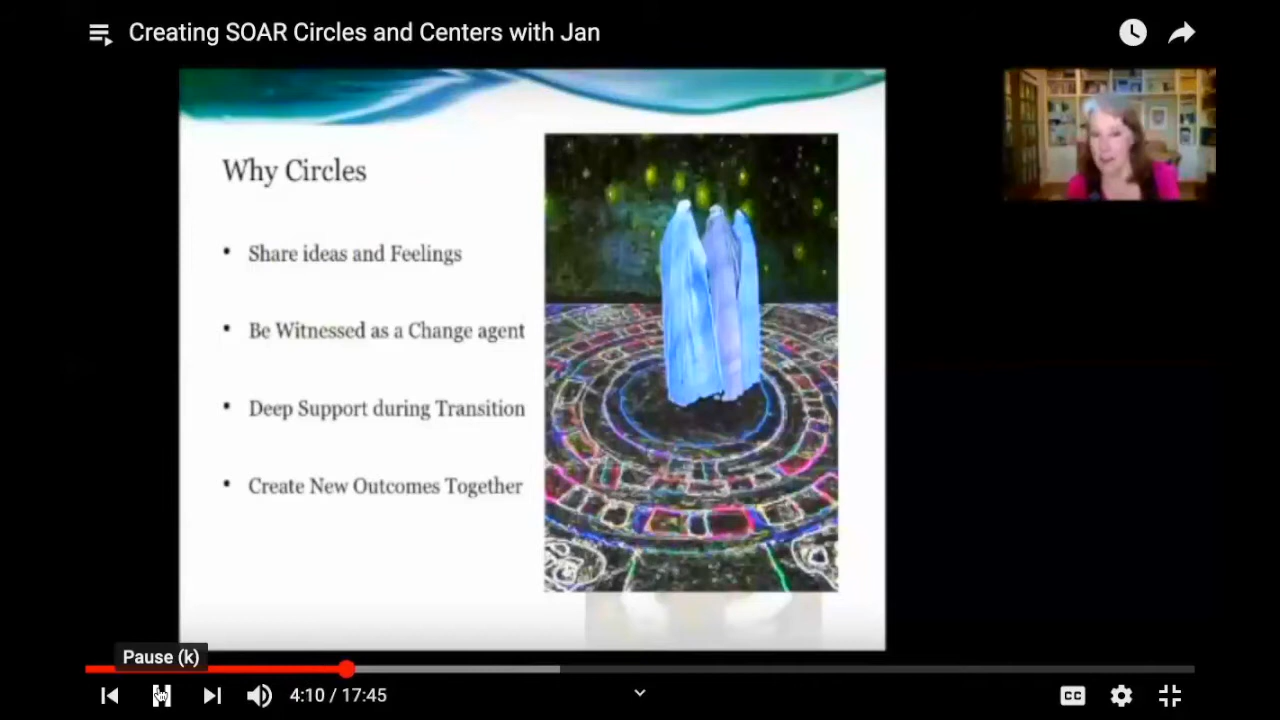 Creating SOAR Circles and Centers with Jan
Why Circles
• Share ideas and Feelings
• Be Witnessed as a Change agent
• Deep Support during Transition
• Create New Outcomes Together
Pause (k)
4:10 / 17:45
CC